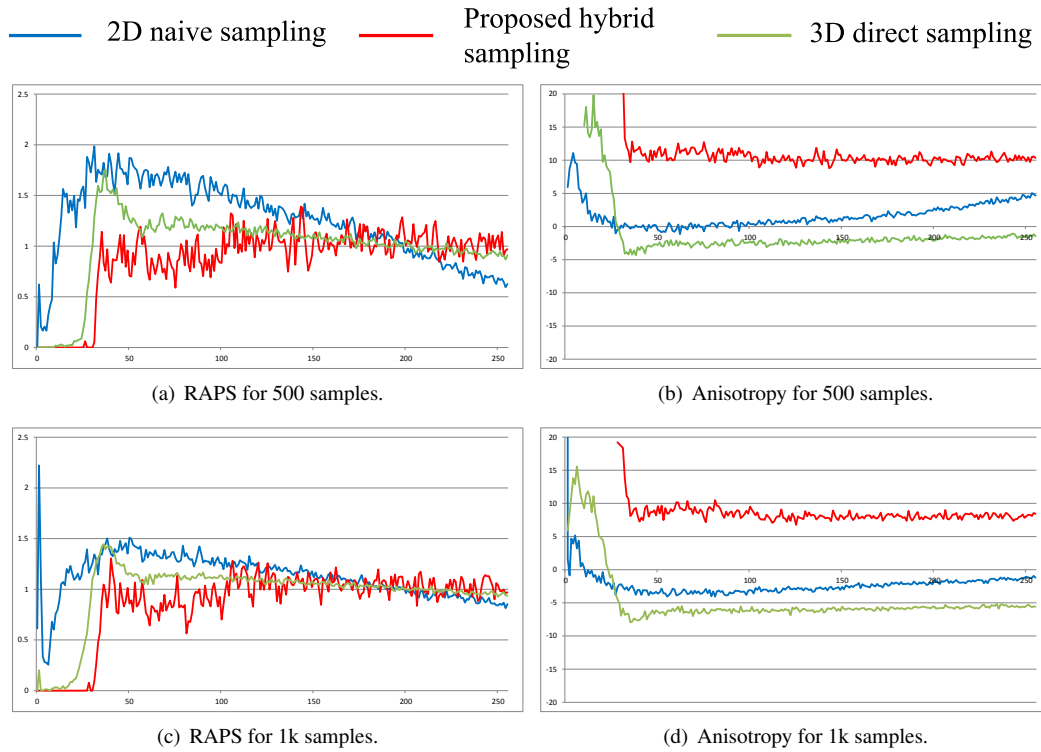 2D naive sampling
Proposed hybrid
sampling
3D direct sampling
2.5
2
1.5
1
0.5
0
0 50 100 150 200 250
(a) RAPS for 500 samples.
20
15
10
5
0
-5
-10
-15
-20
0 50 100 150 200 250
(b) Anisotropy for 500 samples.
2.5
2
1.5
1
0.5
0
0 50 100 150 200 250
(c) RAPS for 1k samples.
20
15
10
5
0
-5
-10
-15
-20
0 50 100 150 200 250
(d) Anisotropy for 1k samples.